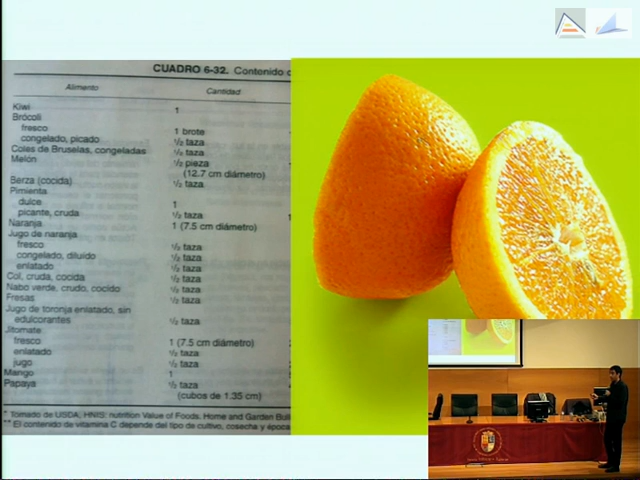 CUADRO 6-32. Contenido
Alimento Cantidad
Kiwi 1
Brócoli
fresco 1 brote
congelado, picado ½ taza
Coles de Bruselas, congeladas ½ taza
Melón ½ pieza
(12.7 cm diámetro)
Berza (cocida) ½ taza
Pimienta
dulce 1
picante, cruda ½ taza
Naranja 1 (7.5 cm diámetro)
Jugo de naranja
fresco ½ taza
congelado, diluido ½ taza
enlatado ½ taza
Col, cruda, cocida ½ taza
Nabo verde, crudo, cocido ½ taza
Fresas ½ taza
Jugo de toronja enlatado, sin
edulcorantes ½ taza
Jitomate
fresco 1 (7.5 cm diámetro)
enlatado ½ taza
jugo ½ taza
Mango 1
Papaya ½ taza
(cubos de 1.35 cm)
* Tomado de USDA, HNIS: nutrition Value of Foods. Home and Garden
** El contenido de vitamina C depende del tipo de cultivo, cosecha y época